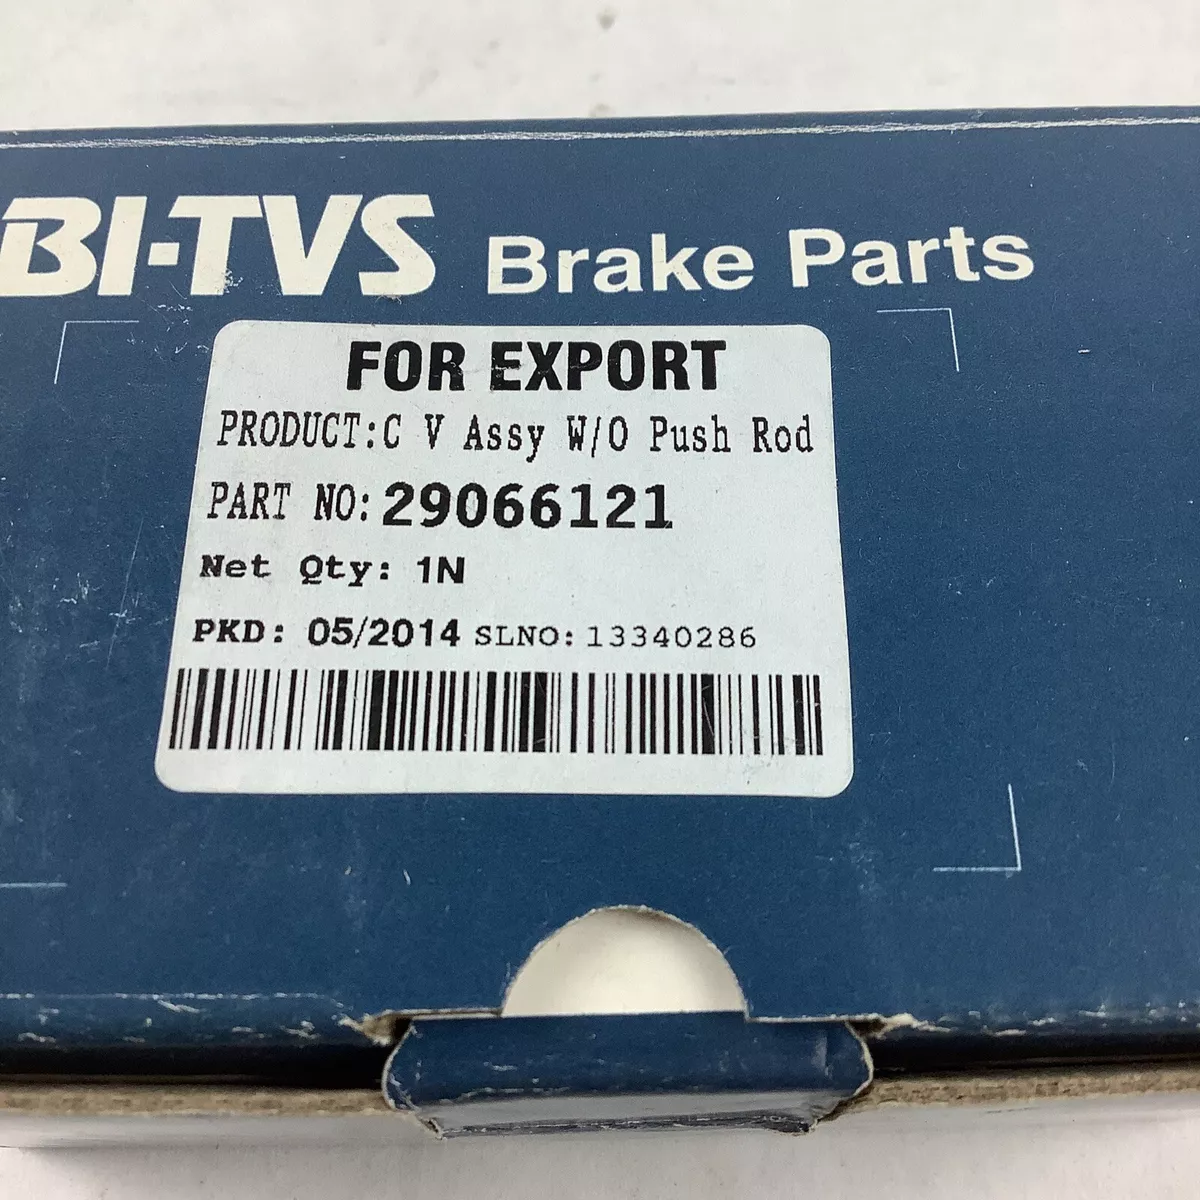 BI-TVS Brake Parts
FOR EXPORT
PRODUCT:C V Assy W/O Push Rod
PART NO: 29066121
Net Qty: 1N
PKD: 05/2014 SLNO: 13340286